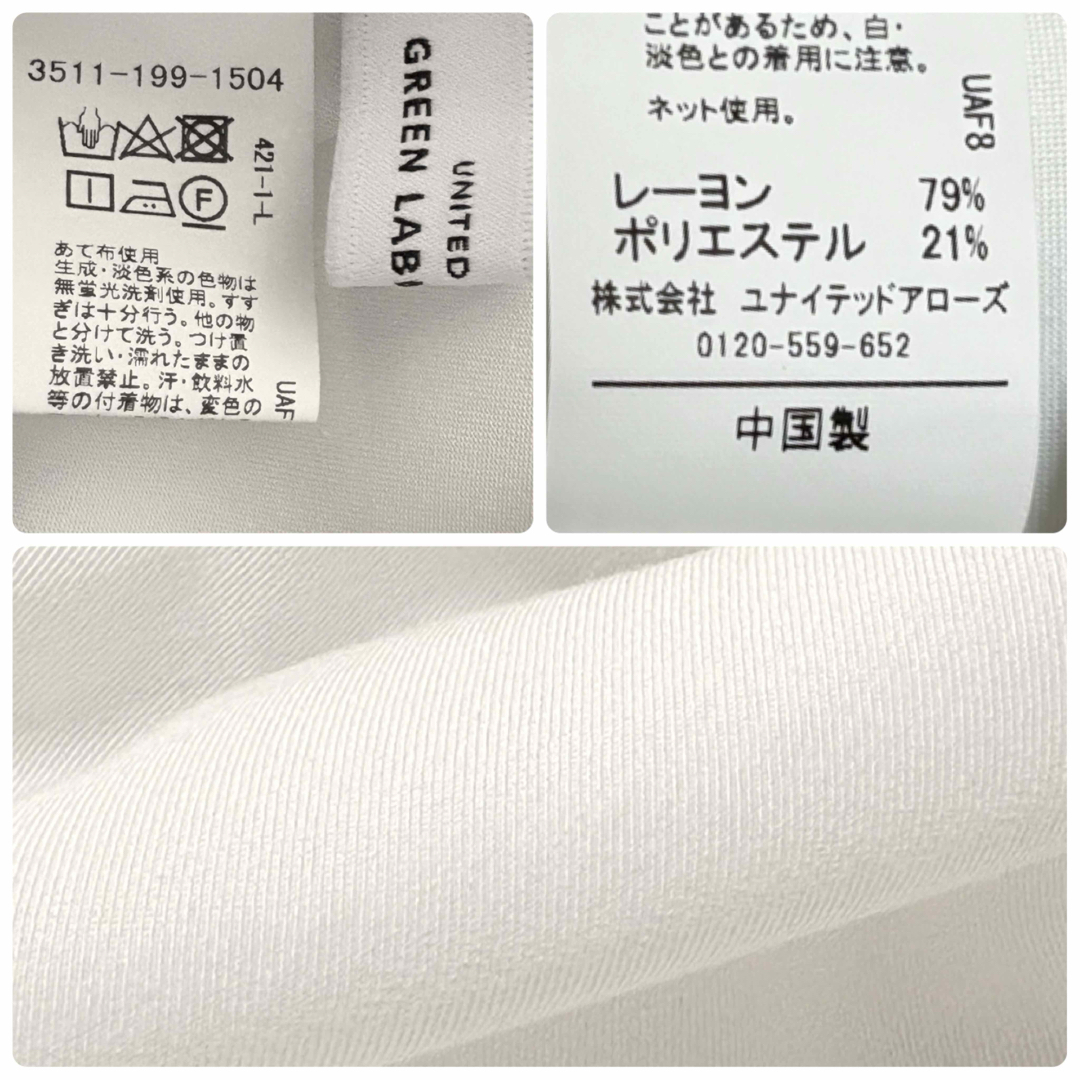 3511-199-1504
421-1-L
あて布使用
生成・淡色系の色物は
無蛍光洗剤使用。すす
ぎは十分行う。他の物
と分けて洗う。つけ置
き洗い・濡れたままの
放置禁止。汗・飲料水
等の付着物は、変色の
UAF
F
GREEN LAB
UNITED
ことがあるため、白・
淡色との着用に注意。
ネット使用。
UAF8
レーヨン 79%
ポリエステル 21%
株式会社 ユナイテッドアローズ
0120-559-652
中国製